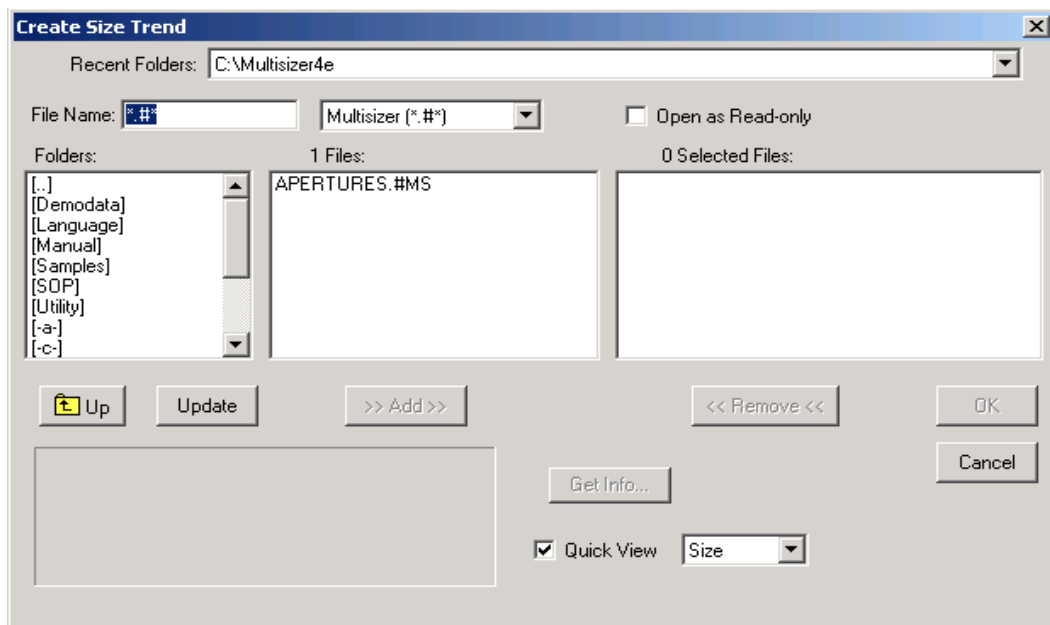 Create Size Trend
Recent Folders: C:\Multisizer4e
File Name: *.#* Multisizer (*.#*) Open as Read-only
Folders: 1 Files: 0 Selected Files:
[..]
[Demodata]
[Language]
[Manual]
[Samples]
[SOP]
[Utility]
[-a-]
[-c-]
APERTURES.#MS
Up Update >> Add >> << Remove << OK
Cancel
Get Info...
Quick View Size